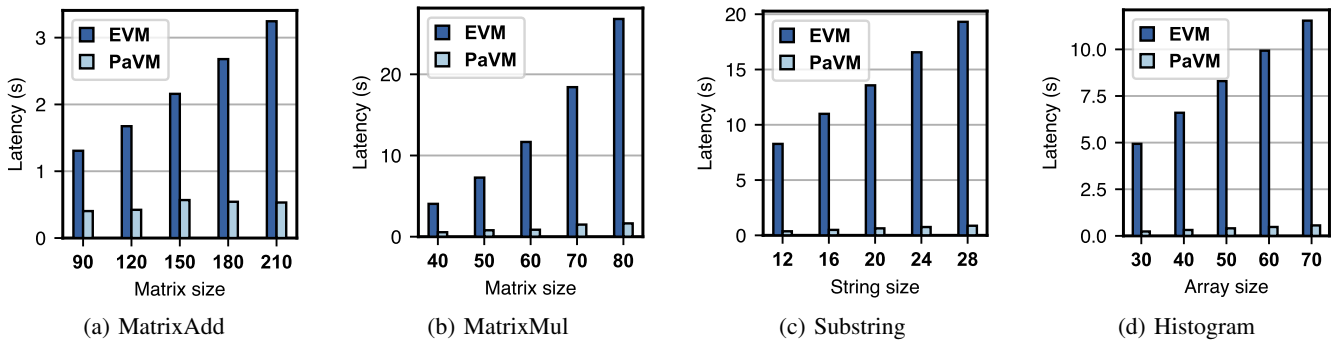 EVM
PaVM
Latency (s)
3
2
1
0
90 120 150 180 210
Matrix size
(a) MatrixAdd
EVM
PaVM
Latency (s)
20
10
0
40 50 60 70 80
Matrix size
(b) MatrixMul
EVM
PaVM
Latency (s)
20
15
10
5
0
12 16 20 24 28
String size
(c) Substring
EVM
PaVM
Latency (s)
10.0
7.5
5.0
2.5
0.0
30 40 50 60 70
Array size
(d) Histogram